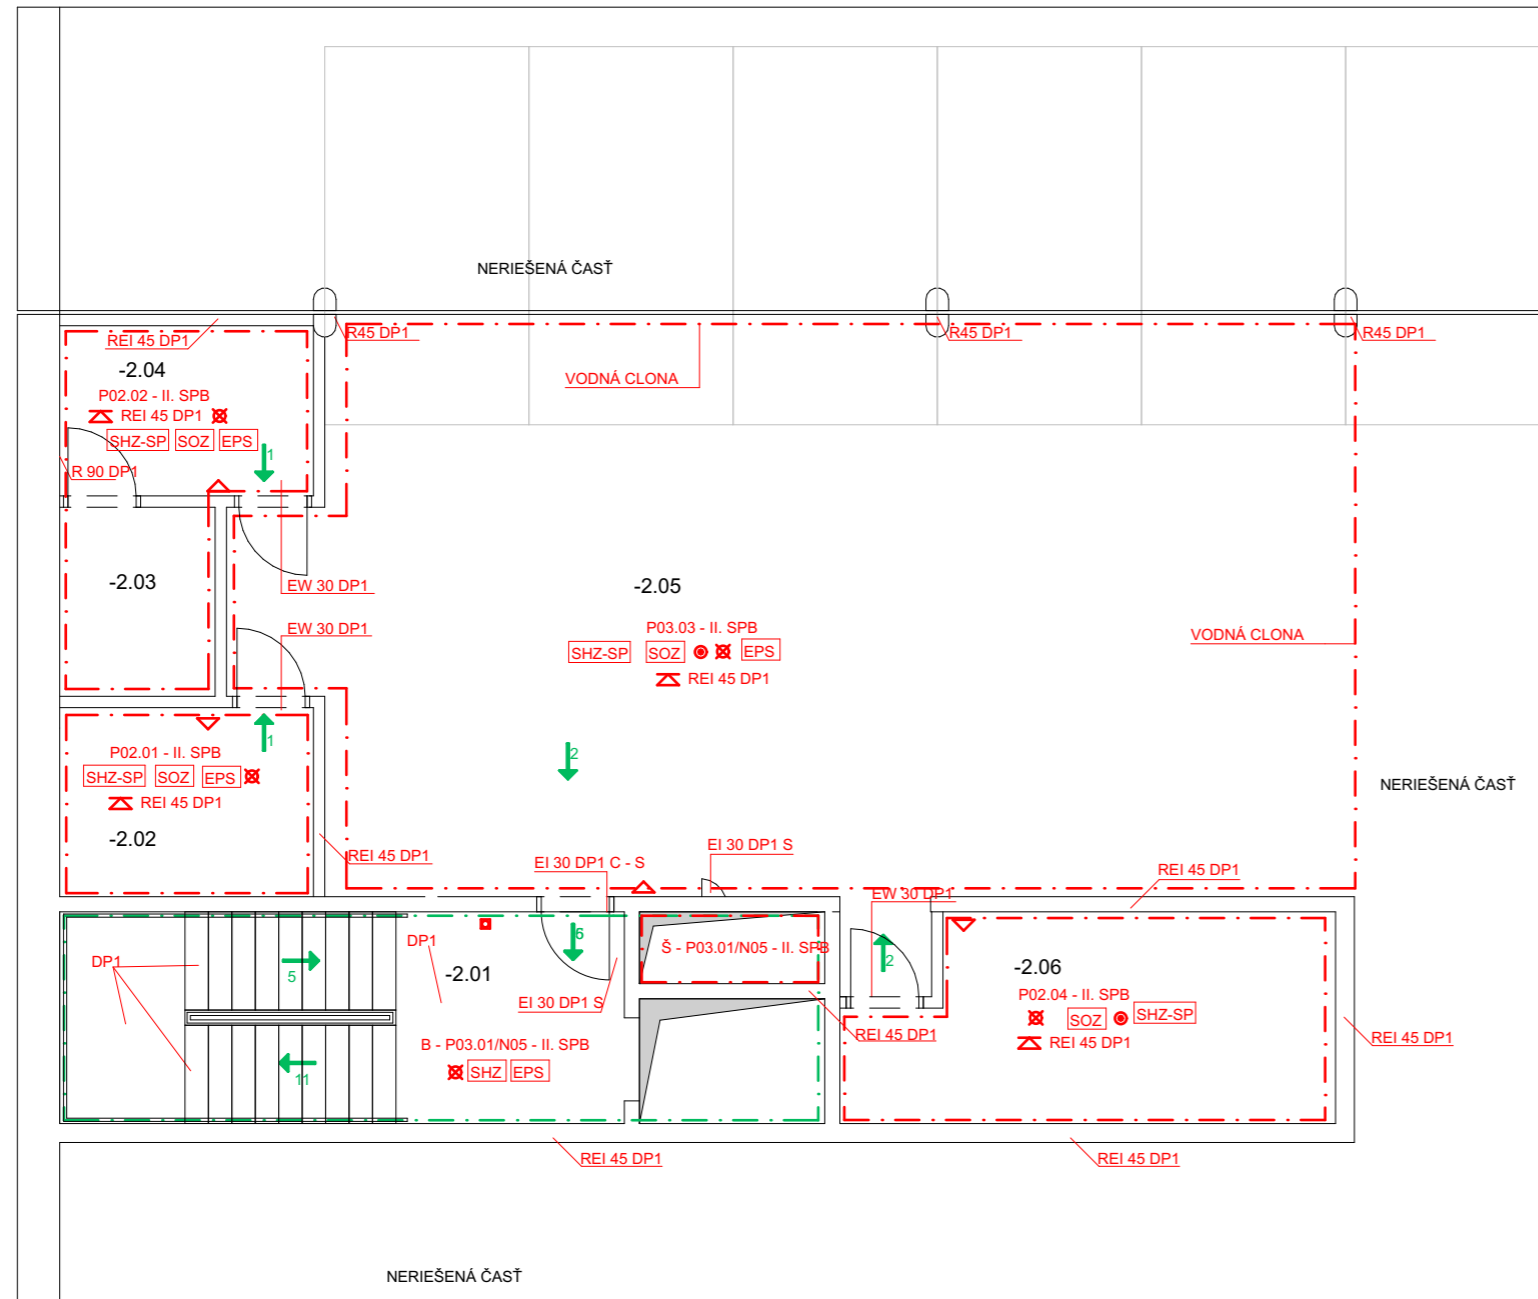 NERIEŠENÁ ČASŤ
REI 45 DP1
R45 DP1
R45 DP1
R45 DP1
-2.04
VODNÁ CLONA
P02.02 - II. SPB
REI 45 DP1
SHZ-SP SOZ EPS
1
R 90 DP1
-2.03
EW 30 DP1
-2.05
EW 30 DP1
P03.03 - II. SPB
VODNÁ CLONA
SHZ-SP SOZ EPS
REI 45 DP1
1
2
P02.01 - II. SPB
SHZ-SP SOZ EPS
REI 45 DP1
NERIEŠENÁ ČASŤ
-2.02
REI 45 DP1
EI 30 DP1 C - S
EI 30 DP1 S
REI 45 DP1
EW 30 DP1
6
DP1
Š - P03.01/N05 - II. SPB
DP1
2
5
-2.01
-2.06
P02.04 - II. SPB
EI 30 DP1 S
SOZ SHZ-SP
REI 45 DP1
REI 45 DP1
REI 45 DP1
B - P03.01/N05 - II. SPB
SHZ EPS
11
REI 45 DP1
REI 45 DP1
NERIEŠENÁ ČASŤ